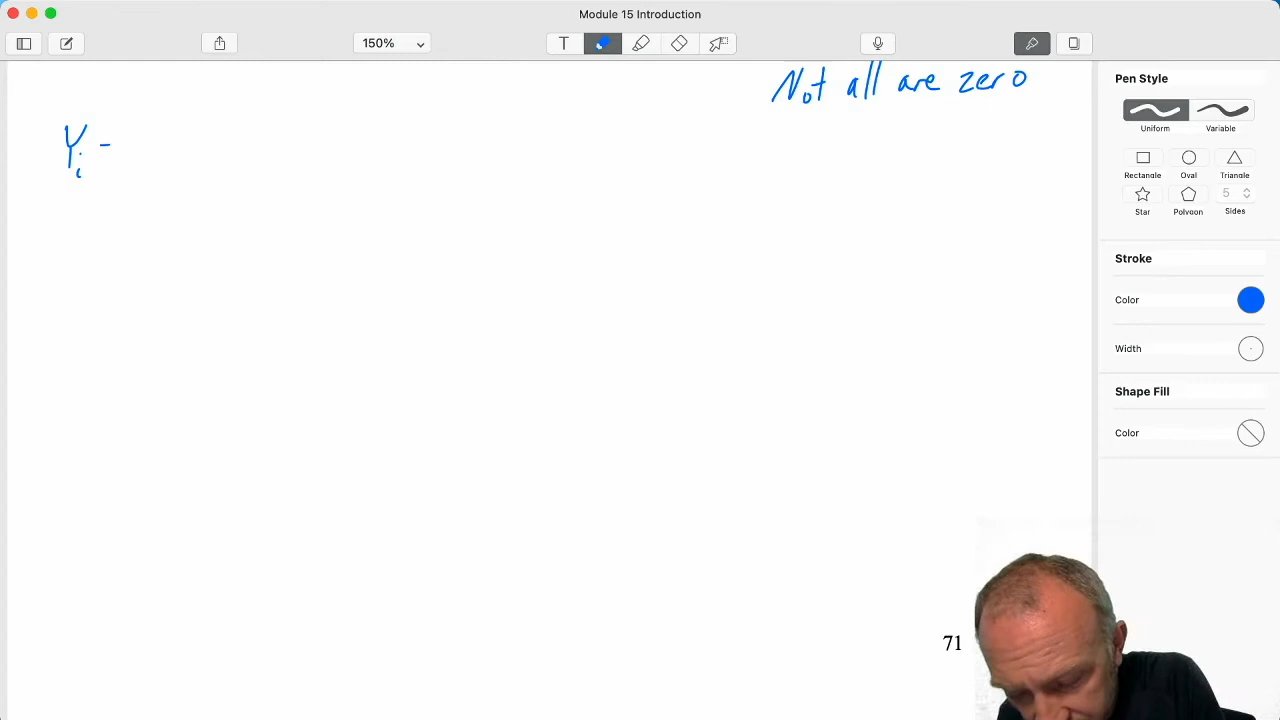 Module 15 Introduction
150%
T
Not all are zero
Yᵢ -
71
Pen Style
Uniform Variable
Rectangle Oval Triangle
5
Star Polygon Sides
Stroke
Color
Width
Shape Fill
Color